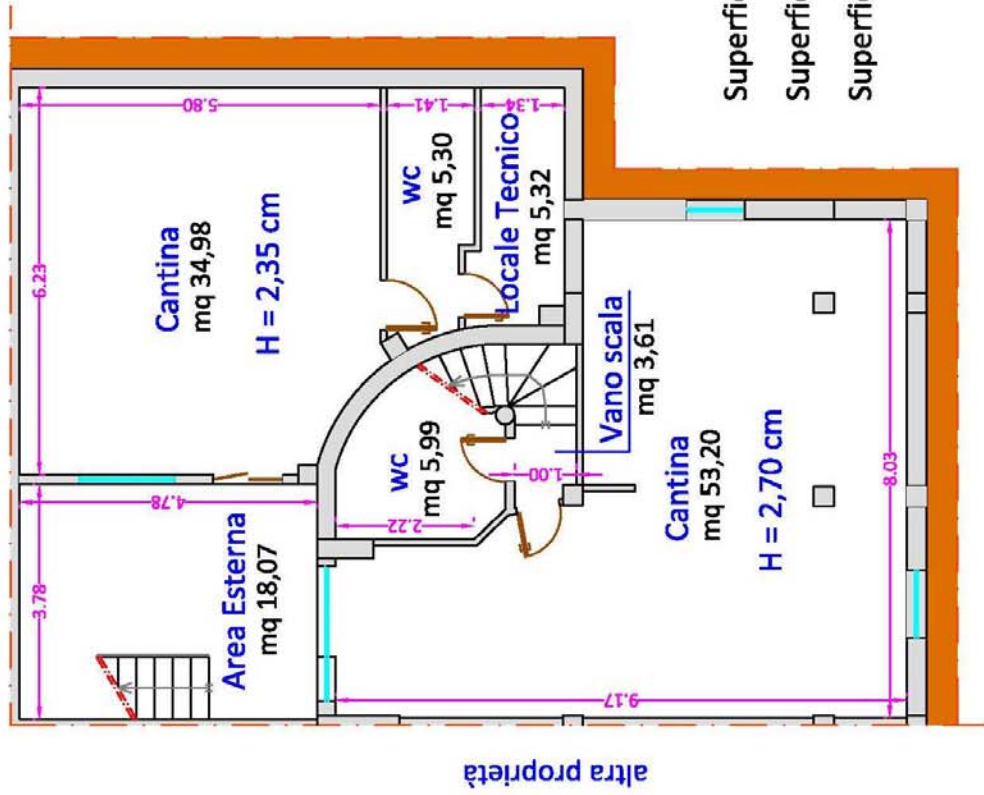 6.23
5.80
Cantina
mq 34,98
H = 2,35 cm
1.41
wc
mq 5,30
1.34
Locale Tecnico
mq 5,32
3.78
4.78
Area Esterna
mq 18,07
wc
mq 5,99
2.22
1.00
Vano scala
mq 3,61
Cantina
mq 53,20
H = 2,70 cm
9.17
8.03
altra proprietà
Superfic
Superfic
Superfic